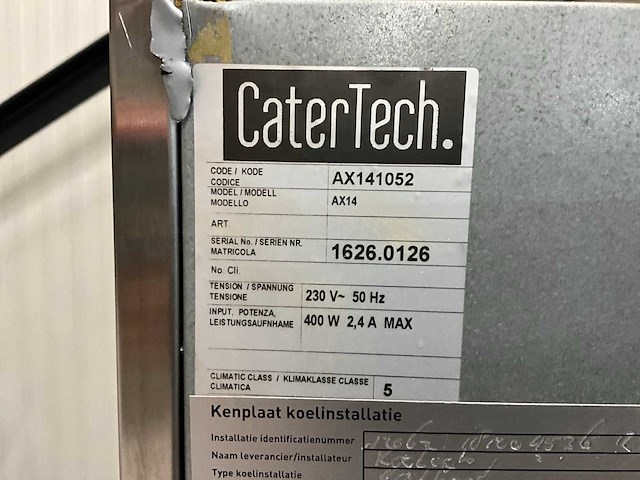 CaterTech.
CODE / KODE
CODICE
AX141052
MODEL / MODELL
MODELLO
AX14
ART
SERIAL No. / SERIEN NR.
MATRICOLA
1626.0126
No. Cli.
TENSION / SPANNUNG
TENSIONE
230 V~ 50 Hz
INPUT, POTENZA,
LEISTUNGSAUFNHAME
400 W 2,4 A MAX
CLIMATIC CLASS / KLIMAKLASSE CLASSE
CLIMATICA
5
Kenplaat koelinstallatie
Installatie identificationummer
Naam leverancier/installateur
Type koelinstallatie